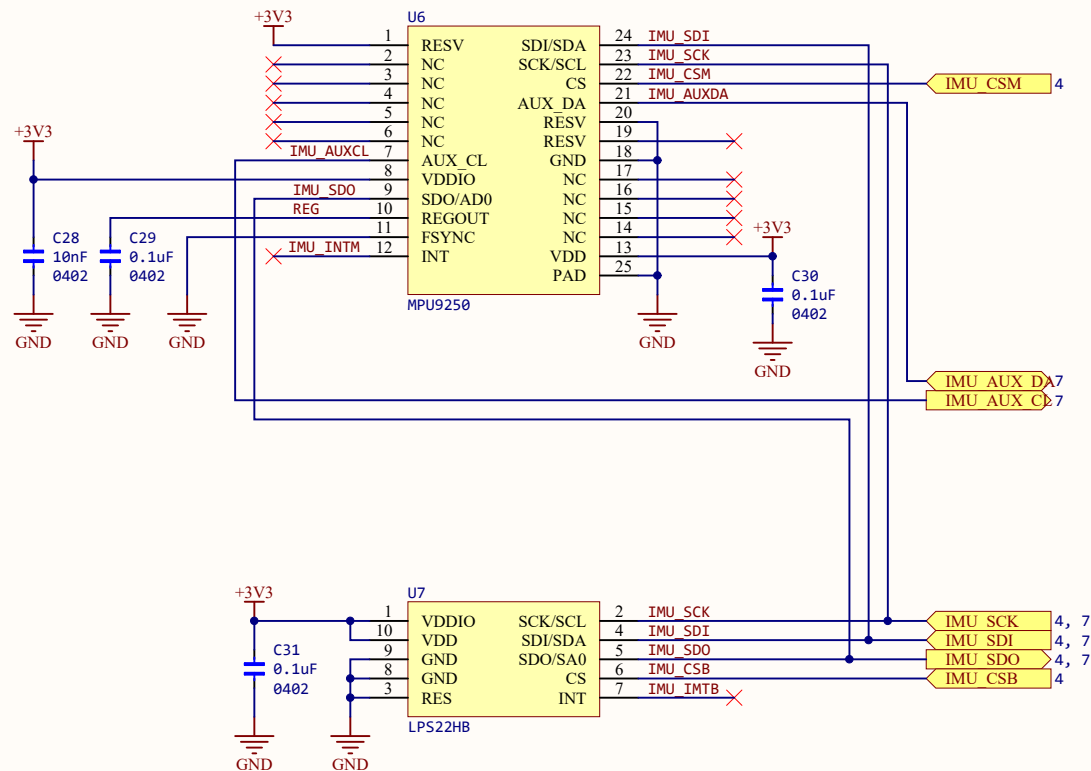 +3V3
U6
1 RESV SDI/SDA 24 IMU_SDI
2 NC SCK/SCL 23 IMU_SCK
3 NC CS 22 IMU_CSM IMU_CSM 4
4 NC AUX_DA 21 IMU_AUXDA
5 NC RESV 20
6 NC RESV 19
+3V3
IMU_AUXCL 7 AUX_CL GND 18
8 VDDIO NC 17
IMU_SDO 9 SDO/AD0 NC 16
REG 10 REGOUT NC 15
11 FSYNC NC 14
+3V3
IMU_INTM 12 INT VDD 13
PAD 25
MPU9250
C28
10nF
0402
C29
0.1uF
0402
C30
0.1uF
0402
GND
GND
GND
GND
GND
IMU_AUX_DA 7
IMU_AUX_CL 7
+3V3
U7
1 VDDIO SCK/SCL 2 IMU_SCK IMU_SCK 4, 7
10 VDD SDI/SDA 4 IMU_SDI IMU_SDI 4, 7
9 GND SDO/SA0 5 IMU_SDO IMU_SDO 4, 7
8 GND CS 6 IMU_CSB IMU_CSB 4
3 RES INT 7 IMU_IMTB
LPS22HB
C31
0.1uF
0402
GND
GND